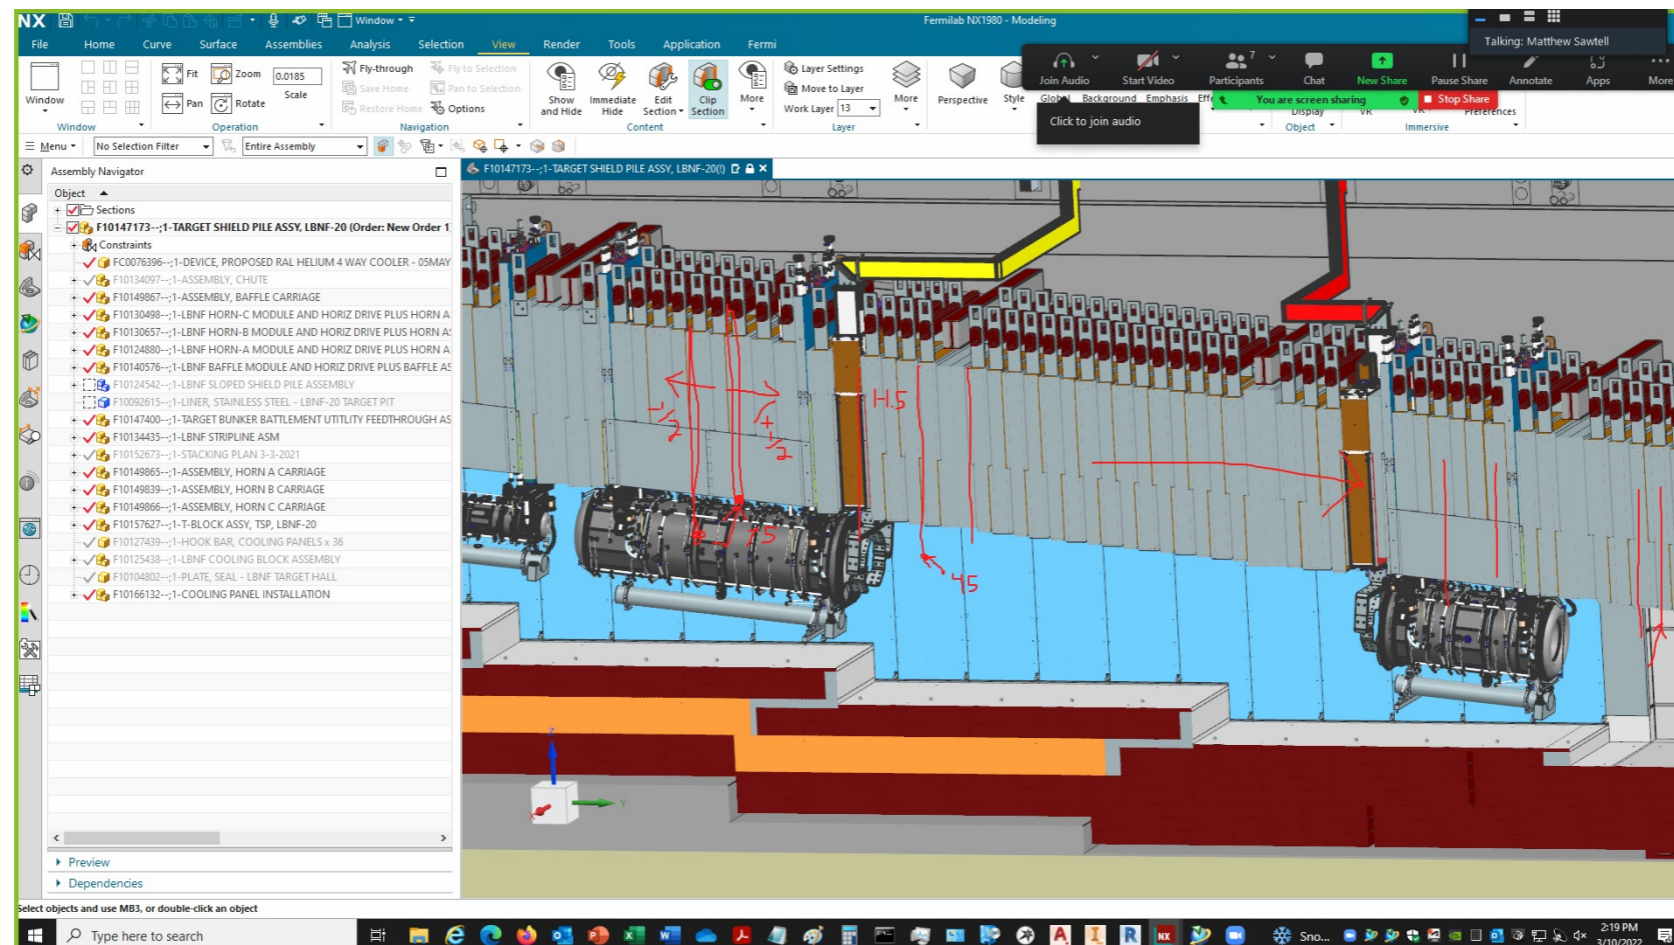 NX
Window
Fermilab NX1980 - Modeling
Talking: Matthew Sawtell
File Home Curve Surface Assemblies Analysis Selection View Render Tools Application Fermi
Join Audio Start Video 7 Participants Chat New Share Pause Share Annotate Apps More
You are screen sharing Stop Share
Click to join audio
Window
Fit Zoom 0.0185
Pan Rotate Scale
Fly-through Fly to Selection
Save Home Pan to Selection
Restore Home Options
Show and Hide
Immediate Hide
Edit Section
Clip Section
More
Layer Settings
Move to Layer
Work Layer 13
More
Perspective Style Global Background Emphasis
Display VR VR Preferences
Window Operation Navigation Content Layer Object Immersive
Menu No Selection Filter Entire Assembly
Assembly Navigator
F10147173--;1-TARGET SHIELD PILE ASSY, LBNF-20(!)
Object
Sections
F10147173--;1-TARGET SHIELD PILE ASSY, LBNF-20 (Order: New Order 1
Constraints
FC0076396--;1-DEVICE, PROPOSED RAL HELIUM 4 WAY COOLER - 05MAY
F10134097--;1-ASSEMBLY, CHUTE
F10149867--;1-ASSEMBLY, BAFFLE CARRIAGE
F10130498--;1-LBNF HORN-C MODULE AND HORIZ DRIVE PLUS HORN A
F10130657--;1-LBNF HORN-B MODULE AND HORIZ DRIVE PLUS HORN A
F10124880--;1-LBNF HORN-A MODULE AND HORIZ DRIVE PLUS HORN A
F10140576--;1-LBNF BAFFLE MODULE AND HORIZ DRIVE PLUS BAFFLE AS
F10124542--;1-LBNF SLOPED SHIELD PILE ASSEMBLY
F10092615--;1-LINER, STAINLESS STEEL - LBNF-20 TARGET PIT
F10147400--;1-TARGET BUNKER BATTLEMENT UTITLITY FEEDTHROUGH AS
F10134435--;1-LBNF STRIPLINE ASM
F10152673--;1-STACKING PLAN 3-3-2021
F10149865--;1-ASSEMBLY, HORN A CARRIAGE
F10149839--;1-ASSEMBLY, HORN B CARRIAGE
F10149866--;1-ASSEMBLY, HORN C CARRIAGE
F10157627--;1-T-BLOCK ASSY, TSP, LBNF-20
F10127439--;1-HOOK BAR, COOLING PANELS x 36
F10125438--;1-LBNF COOLING BLOCK ASSEMBLY
F10104802--;1-PLATE, SEAL - LBNF TARGET HALL
F10166132--;1-COOLING PANEL INSTALLATION
45
Z
Y
X
Preview
Dependencies
Select objects and use MB3, or double-click an object
Type here to search
Sno...
2:19 PM
3/10/2022